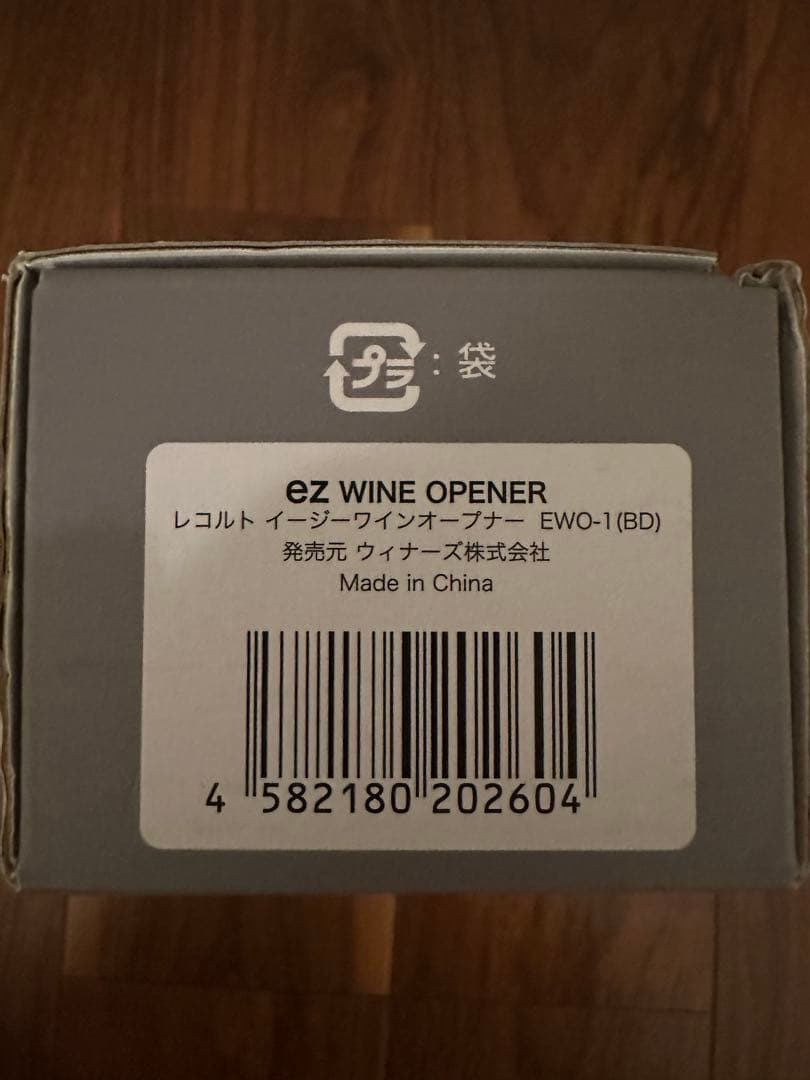 プラ : 袋
ez WINE OPENER
レコルト イージーワインオープナー EWO-1(BD)
発売元 ウィナーズ株式会社
Made in China
4 582180 202604